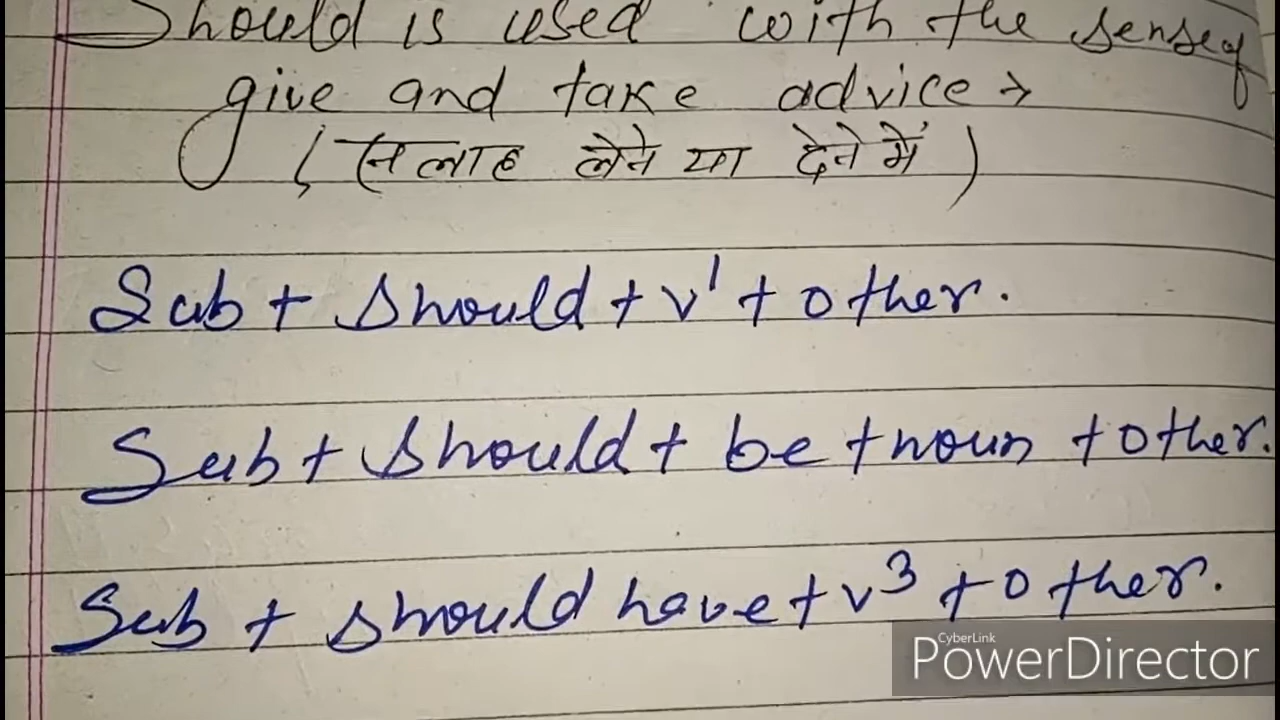 Should is used with the sense of
give and take advice →
(सलाह लेने या देने में)
Sub + should + v¹ + other.
Sub + should + be + noun + other.
Sub + should have + v³ + other.
CyberLink
PowerDirector